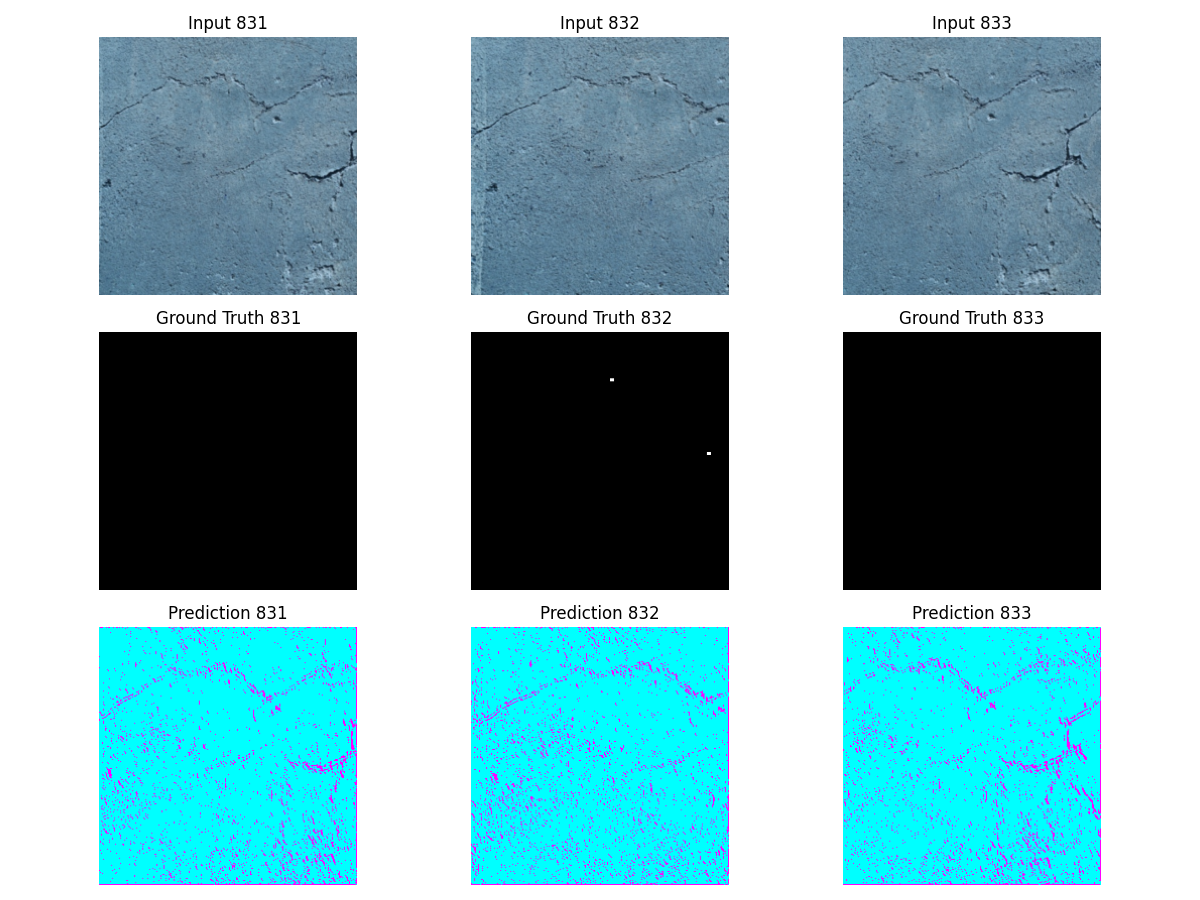 Input 831
Input 832
Input 833
Ground Truth 831
Ground Truth 832
Ground Truth 833
Prediction 831
Prediction 832
Prediction 833